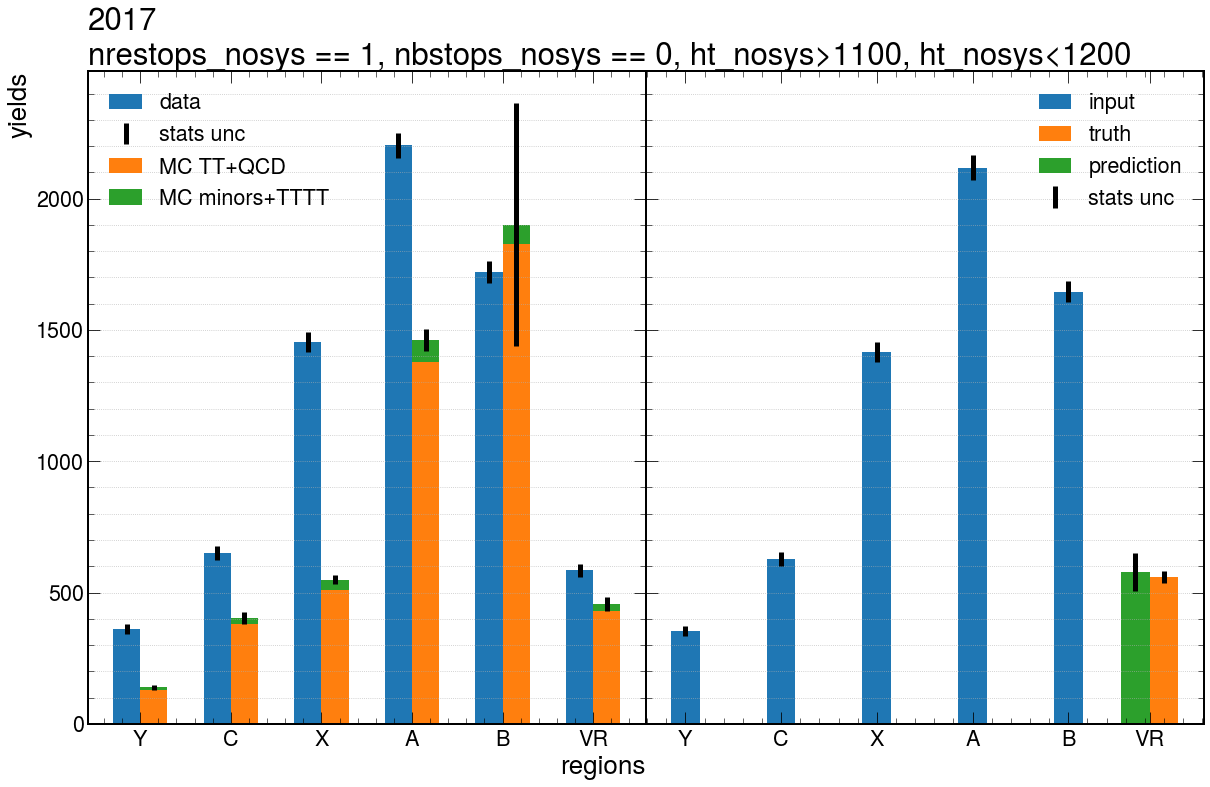 2017
nrestops_nosys == 1, nbstops_nosys == 0, ht_nosys>1100, ht_nosys<1200
yields
data
stats unc
MC TT+QCD
MC minors+TTTT
input
truth
prediction
stats unc
2000
1500
1000
500
0
Y C X A B VR Y C X A B VR
regions